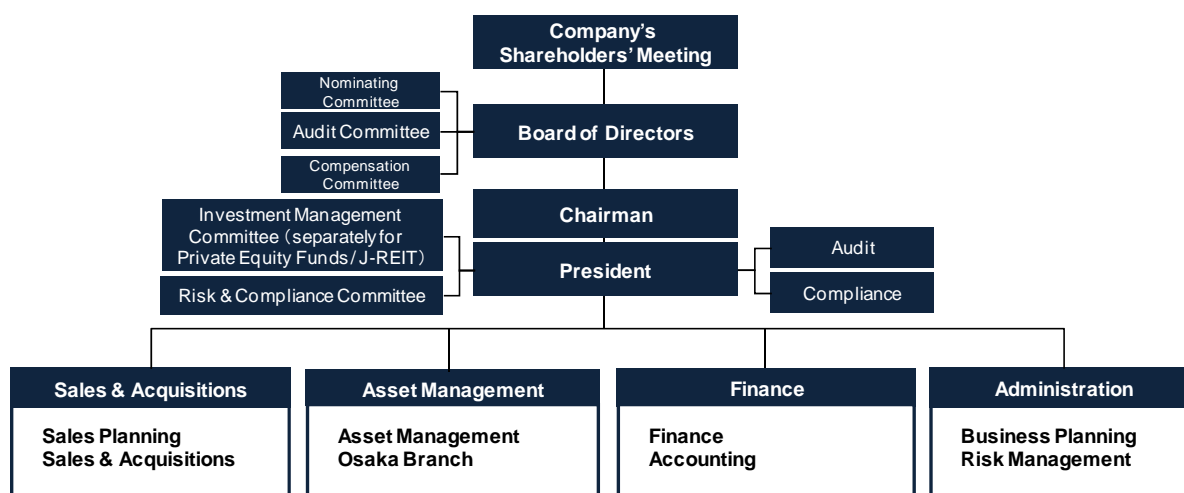 Company's
Shareholders' Meeting
Nominating
Committee
Audit Committee
Compensation
Committee
Board of Directors
Chairman
Investment Management
Committee（separately for
Private Equity Funds / J-REIT）
Risk & Compliance Committee
President
Audit
Compliance
Sales & Acquisitions
Sales Planning
Sales & Acquisitions
Asset Management
Asset Management
Osaka Branch
Finance
Finance
Accounting
Administration
Business Planning
Risk Management